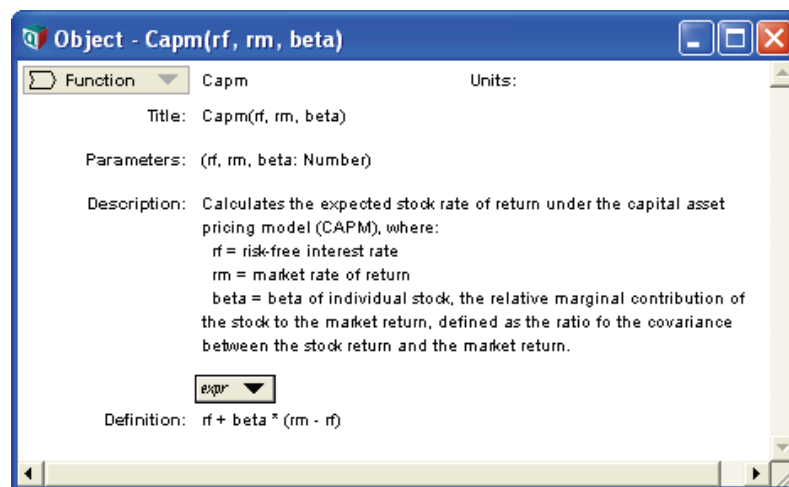 Object - Capm(rf, rm, beta)
Function Capm Units:
Title: Capm(rf, rm, beta)
Parameters: (rf, rm, beta: Number)
Description: Calculates the expected stock rate of return under the capital asset
pricing model (CAPM), where:
rf = risk-free interest rate
rm = market rate of return
beta = beta of individual stock, the relative marginal contribution of
the stock to the market return, defined as the ratio fo the covariance
between the stock return and the market return.
expr
Definition: rf + beta * (rm - rf)